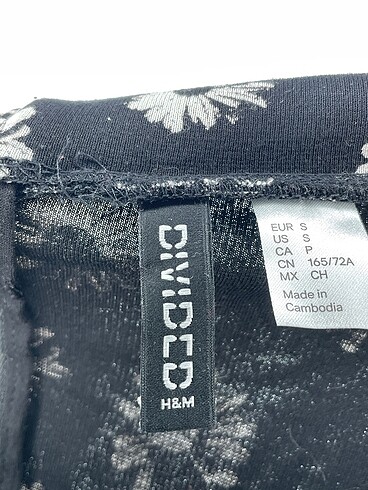 DIVIDED
H&M
EUR S
US S
CA P
CN 165/72A
MX CH
Made in
Cambodia